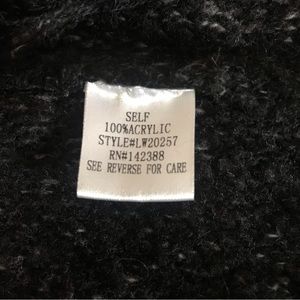 SELF
100%ACRYLIC
STYLE#LW20257
RN#142388
SEE REVERSE FOR CARE